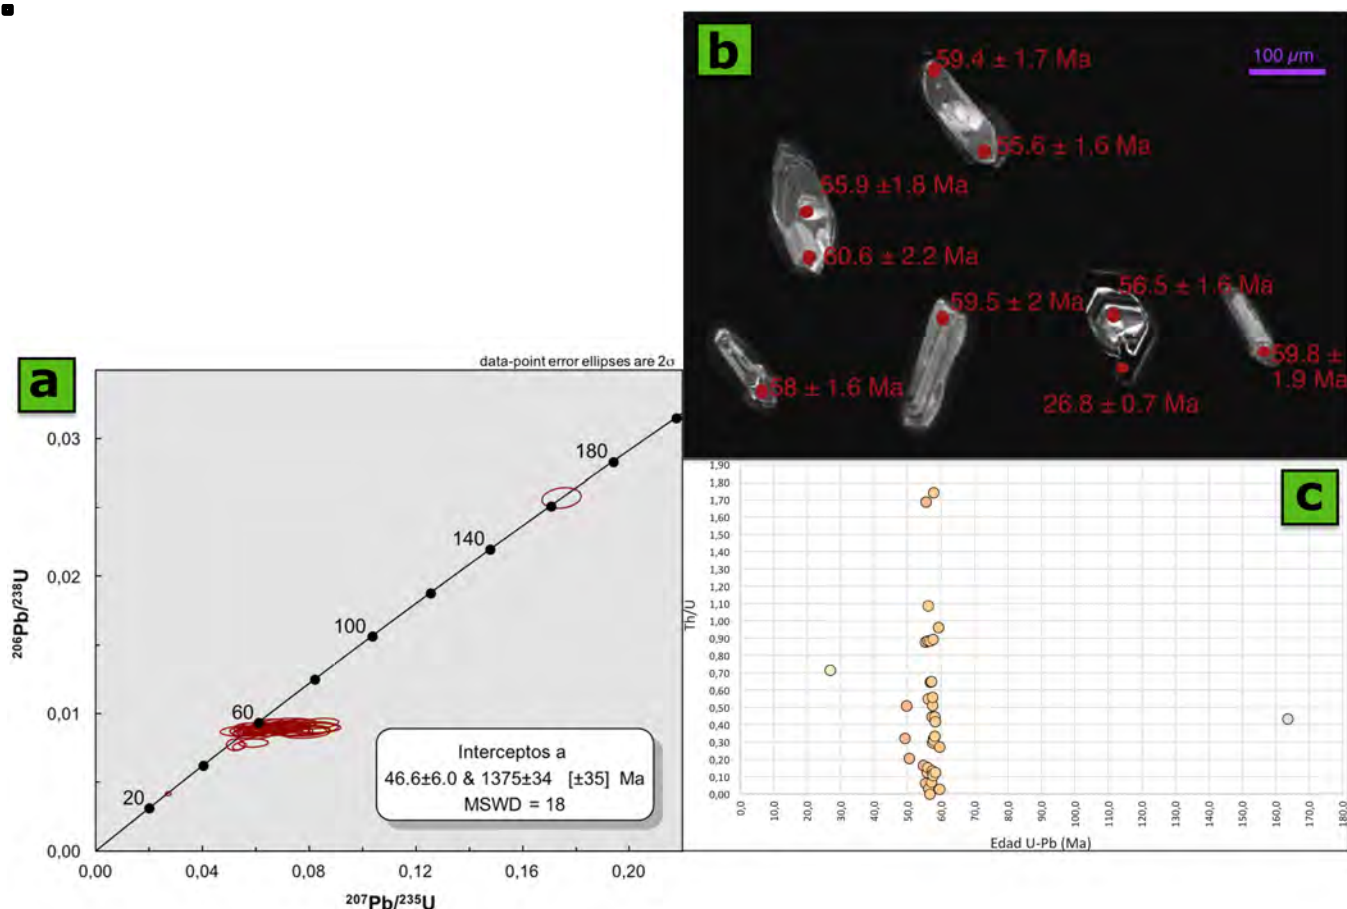 a
data-point error ellipses are 2σ
0,03
0,02
0,01
0,00
206Pb/238U
180
140
100
60
20
Interceptos a
46.6±6.0 & 1375±34 [±35] Ma
MSWD = 18
0,00 0,04 0,08 0,12 0,16 0,20
207Pb/235U
b
100 µm
59.4 ± 1.7 Ma
55.6 ± 1.6 Ma
55.9 ±1.8 Ma
60.6 ± 2.2 Ma
59.5 ± 2 Ma
56.5 ± 1.6 Ma
58 ± 1.6 Ma
26.8 ± 0.7 Ma
59.8 ±
1.9 Ma
c
1,90
1,80
1,70
1,60
1,50
1,40
1,30
1,20
1,10
1,00
0,90
0,80
0,70
0,60
0,50
0,40
0,30
0,20
0,10
0,00
Th/U
0,0 10,0 20,0 30,0 40,0 50,0 60,0 70,0 80,0 90,0 100,0 110,0 120,0 130,0 140,0 150,0 160,0 170,0 180,0
Edad U-Pb (Ma)